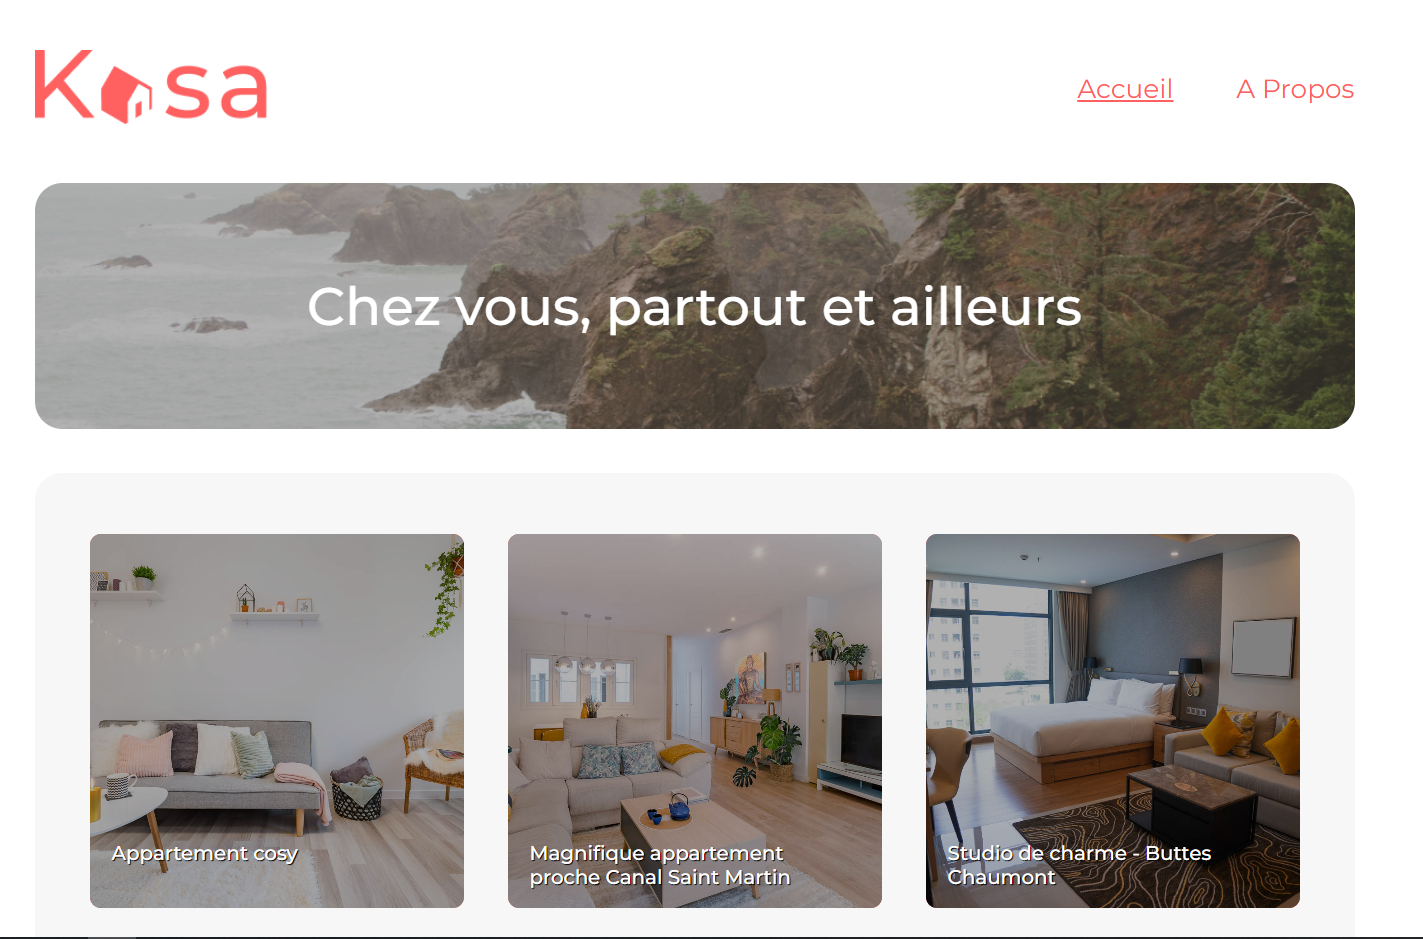 Kasa
Accueil
A Propos
Chez vous, partout et ailleurs
Appartement cosy
Magnifique appartement
proche Canal Saint Martin
Studio de charme - Buttes
Chaumont